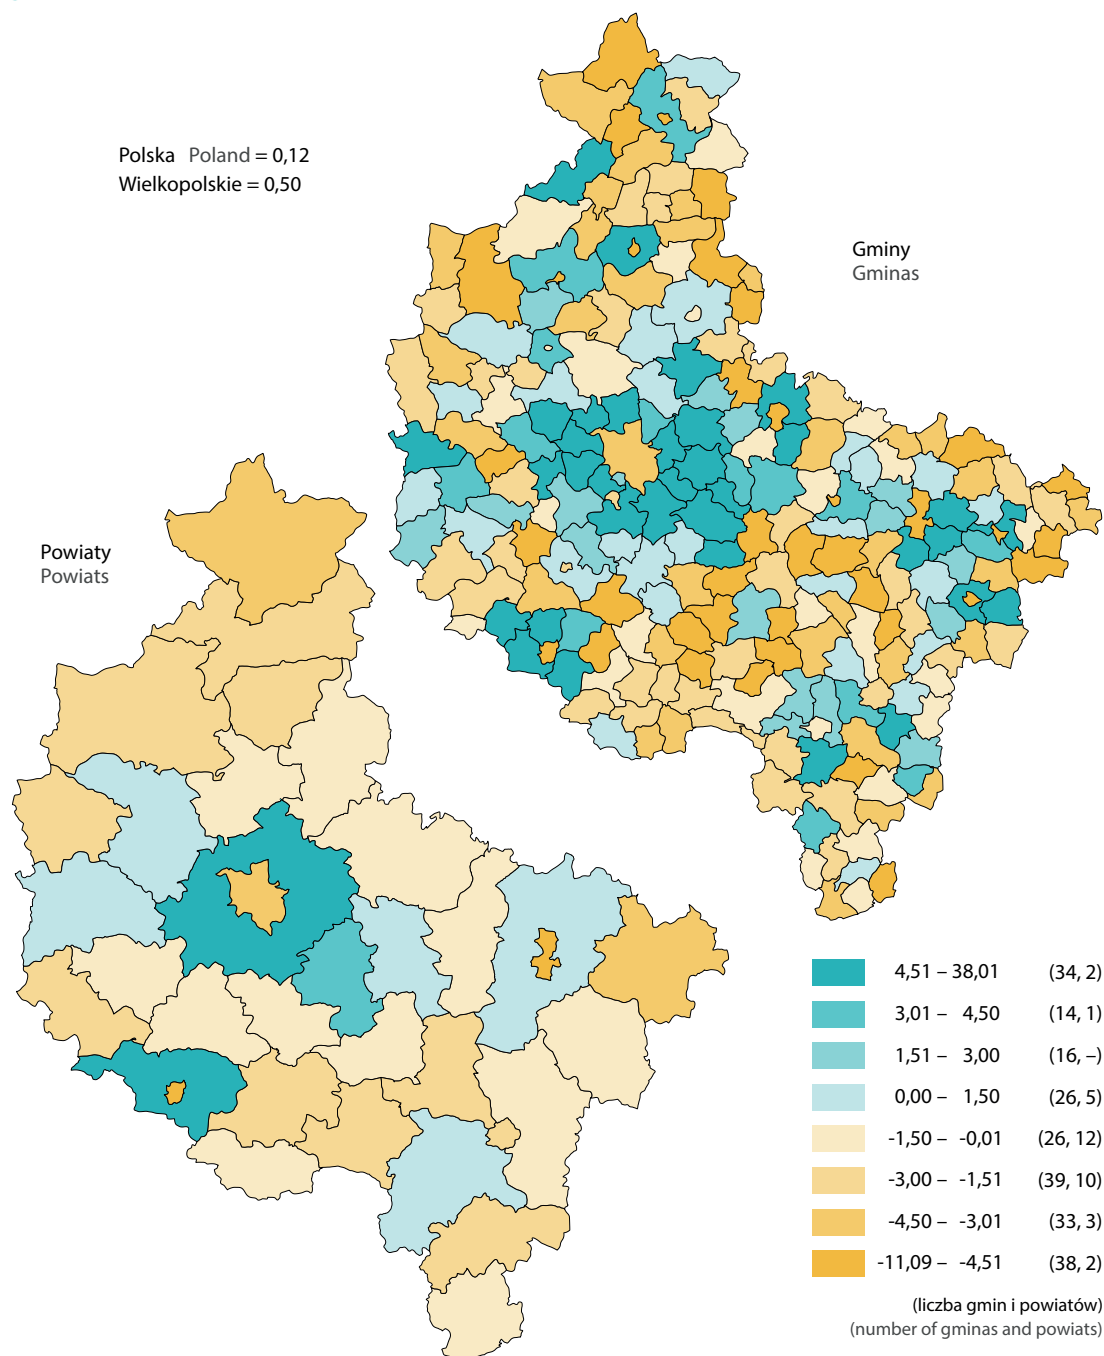 Polska Poland = 0,12
Wielkopolskie = 0,50
Gminy
Gminas
Powiaty
Powiats
4,51 – 38,01 (34, 2)
3,01 – 4,50 (14, 1)
1,51 – 3,00 (16, –)
0,00 – 1,50 (26, 5)
-1,50 – -0,01 (26, 12)
-3,00 – -1,51 (39, 10)
-4,50 – -3,01 (33, 3)
-11,09 – -4,51 (38, 2)
(liczba gmin i powiatów)
(number of gminas and powiats)